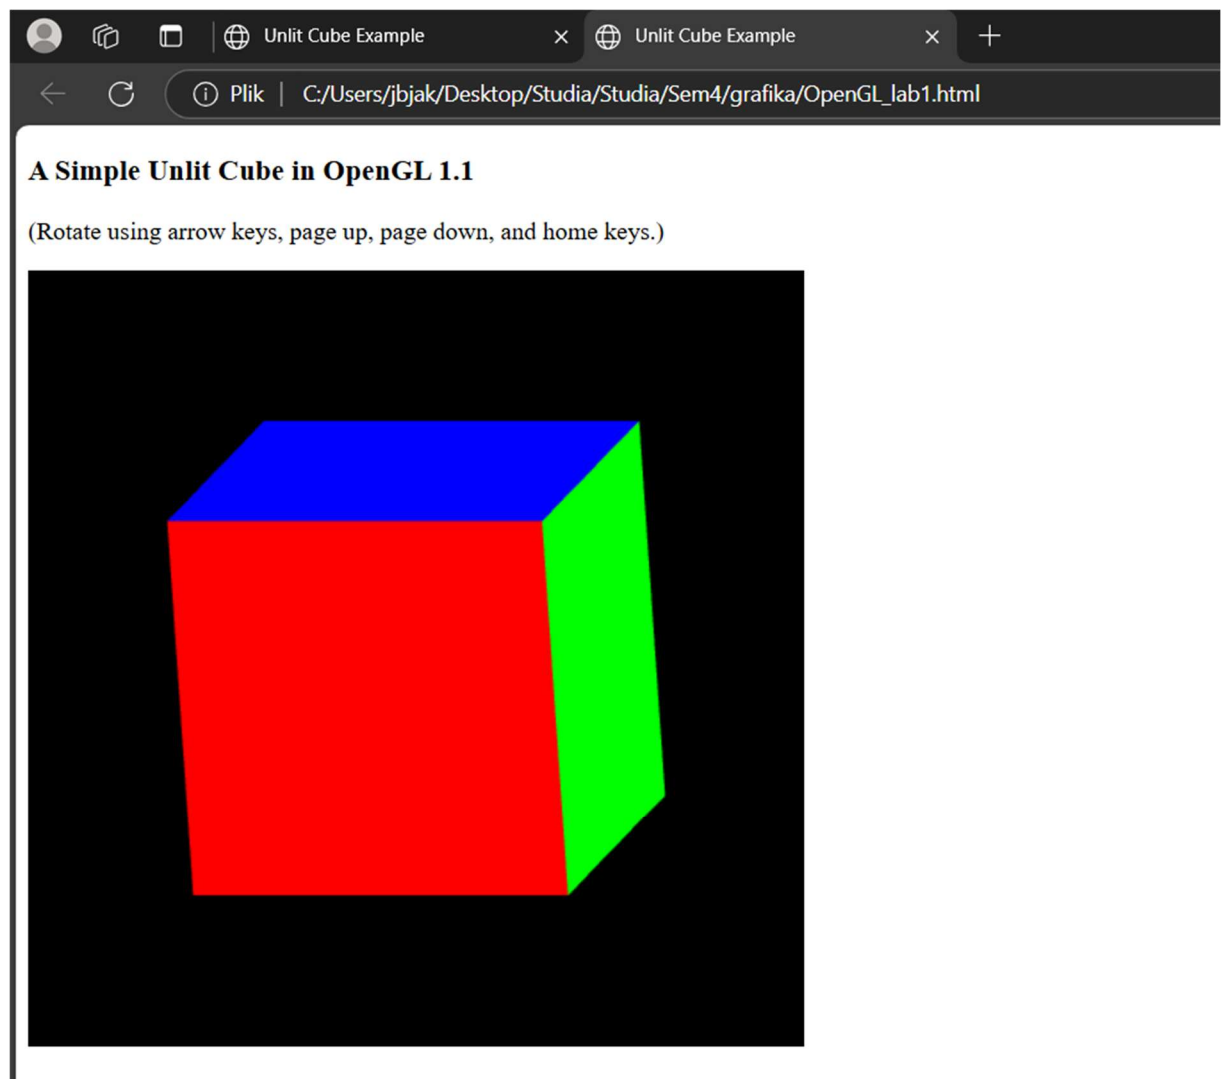 Unlit Cube Example
Unlit Cube Example
Plik | C:/Users/jbjak/Desktop/Studia/Studia/Sem4/grafika/OpenGL_lab1.html
A Simple Unlit Cube in OpenGL 1.1
(Rotate using arrow keys, page up, page down, and home keys.)